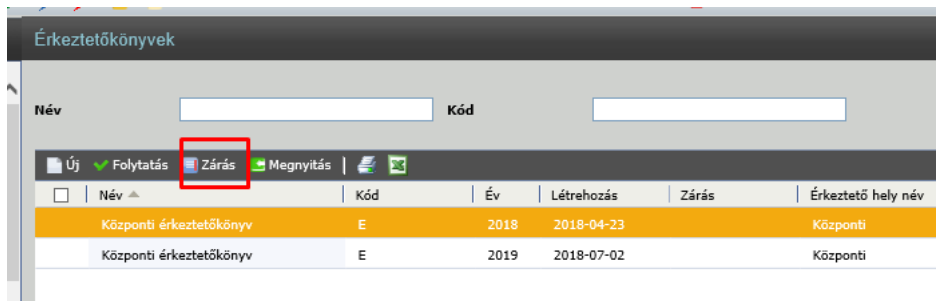 Érkeztetőkönyvek
Név Kód
Új Folytatás Zárás Megnyitás
Név Kód Év Létrehozás Zárás Érkeztető hely név
Központi érkeztetőkönyv E 2018 2018-04-23 Központi
Központi érkeztetőkönyv E 2019 2018-07-02 Központi